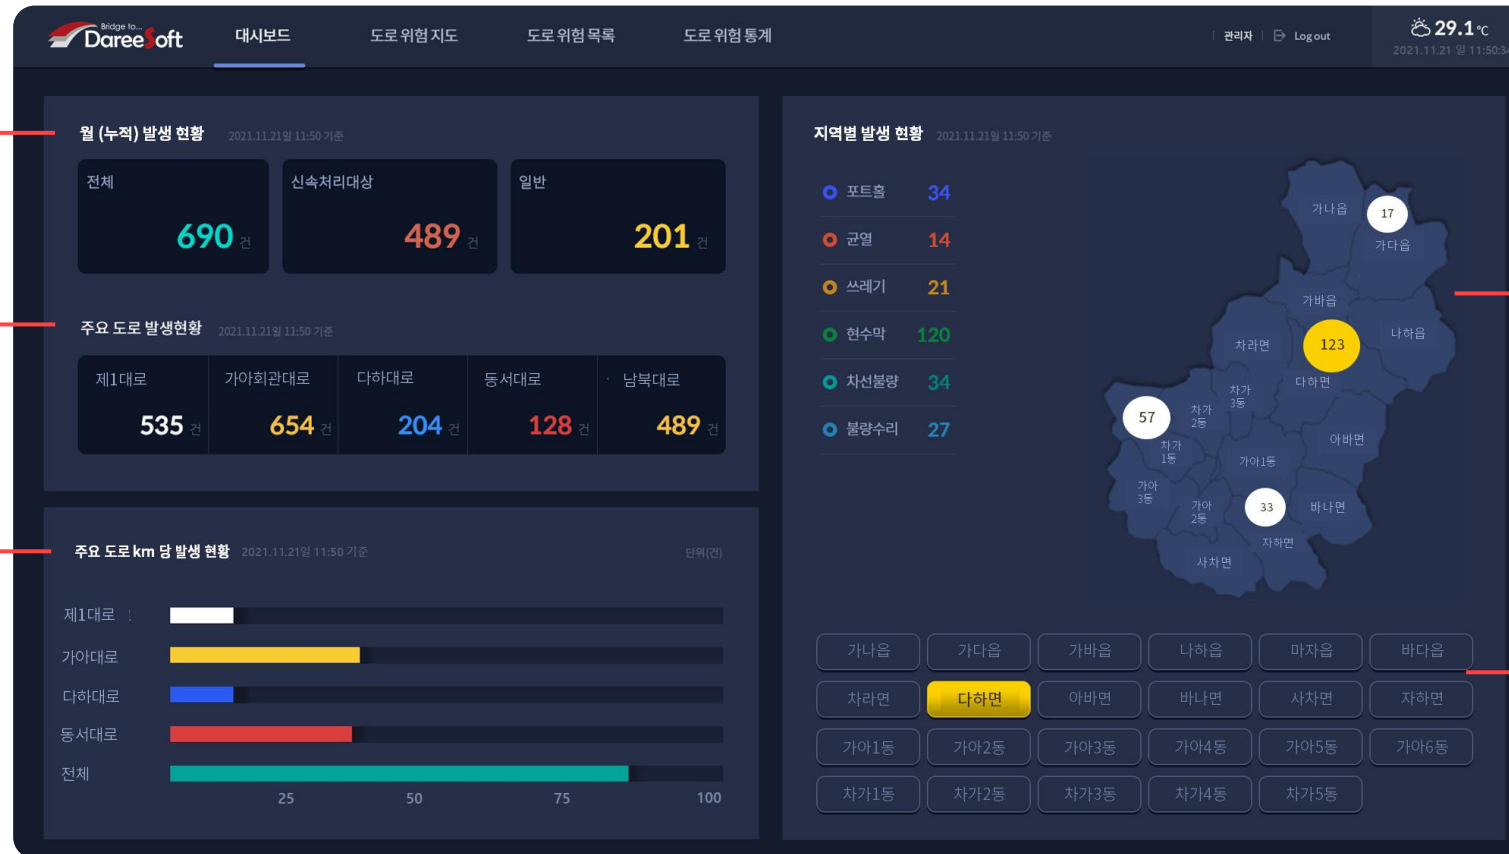 Bridge to...
DareeSoft
대시보드
도로 위험 지도
도로 위험 목록
도로 위험 통계
관리자
Log out
29.1 ℃
2021.11.21 일 11:50:34
월 (누적) 발생 현황 2021.11.21일 11:50 기준
전체
690 건
신속처리대상
489 건
일반
201 건
주요 도로 발생현황 2021.11.21일 11:50 기준
제1대로
535 건
가아회관대로
654 건
다하대로
204 건
동서대로
128 건
남북대로
489 건
주요 도로 km 당 발생 현황 2021.11.21일 11:50 기준
단위(건)
제1대로
가아대로
다하대로
동서대로
전체
25 50 75 100
지역별 발생 현황 2021.11.21일 11:50 기준
포트홀 34
균열 14
쓰레기 21
현수막 120
차선불량 34
불량수리 27
가나읍
17
가다읍
가바읍
나하읍
차라면
123
다하면
차가
3동
차가
2동
57
차가
1동
아바면
가아1동
가아
3동
가아
2동
33
바나면
자하면
사차면
가나읍 가다읍 가바읍 나하읍 마자읍 바다읍
차라면 다하면 아바면 바나면 사차면 자하면
가아1동 가아2동 가아3동 가아4동 가아5동 가아6동
차가1동 차가2동 차가3동 차가4동 차가5동